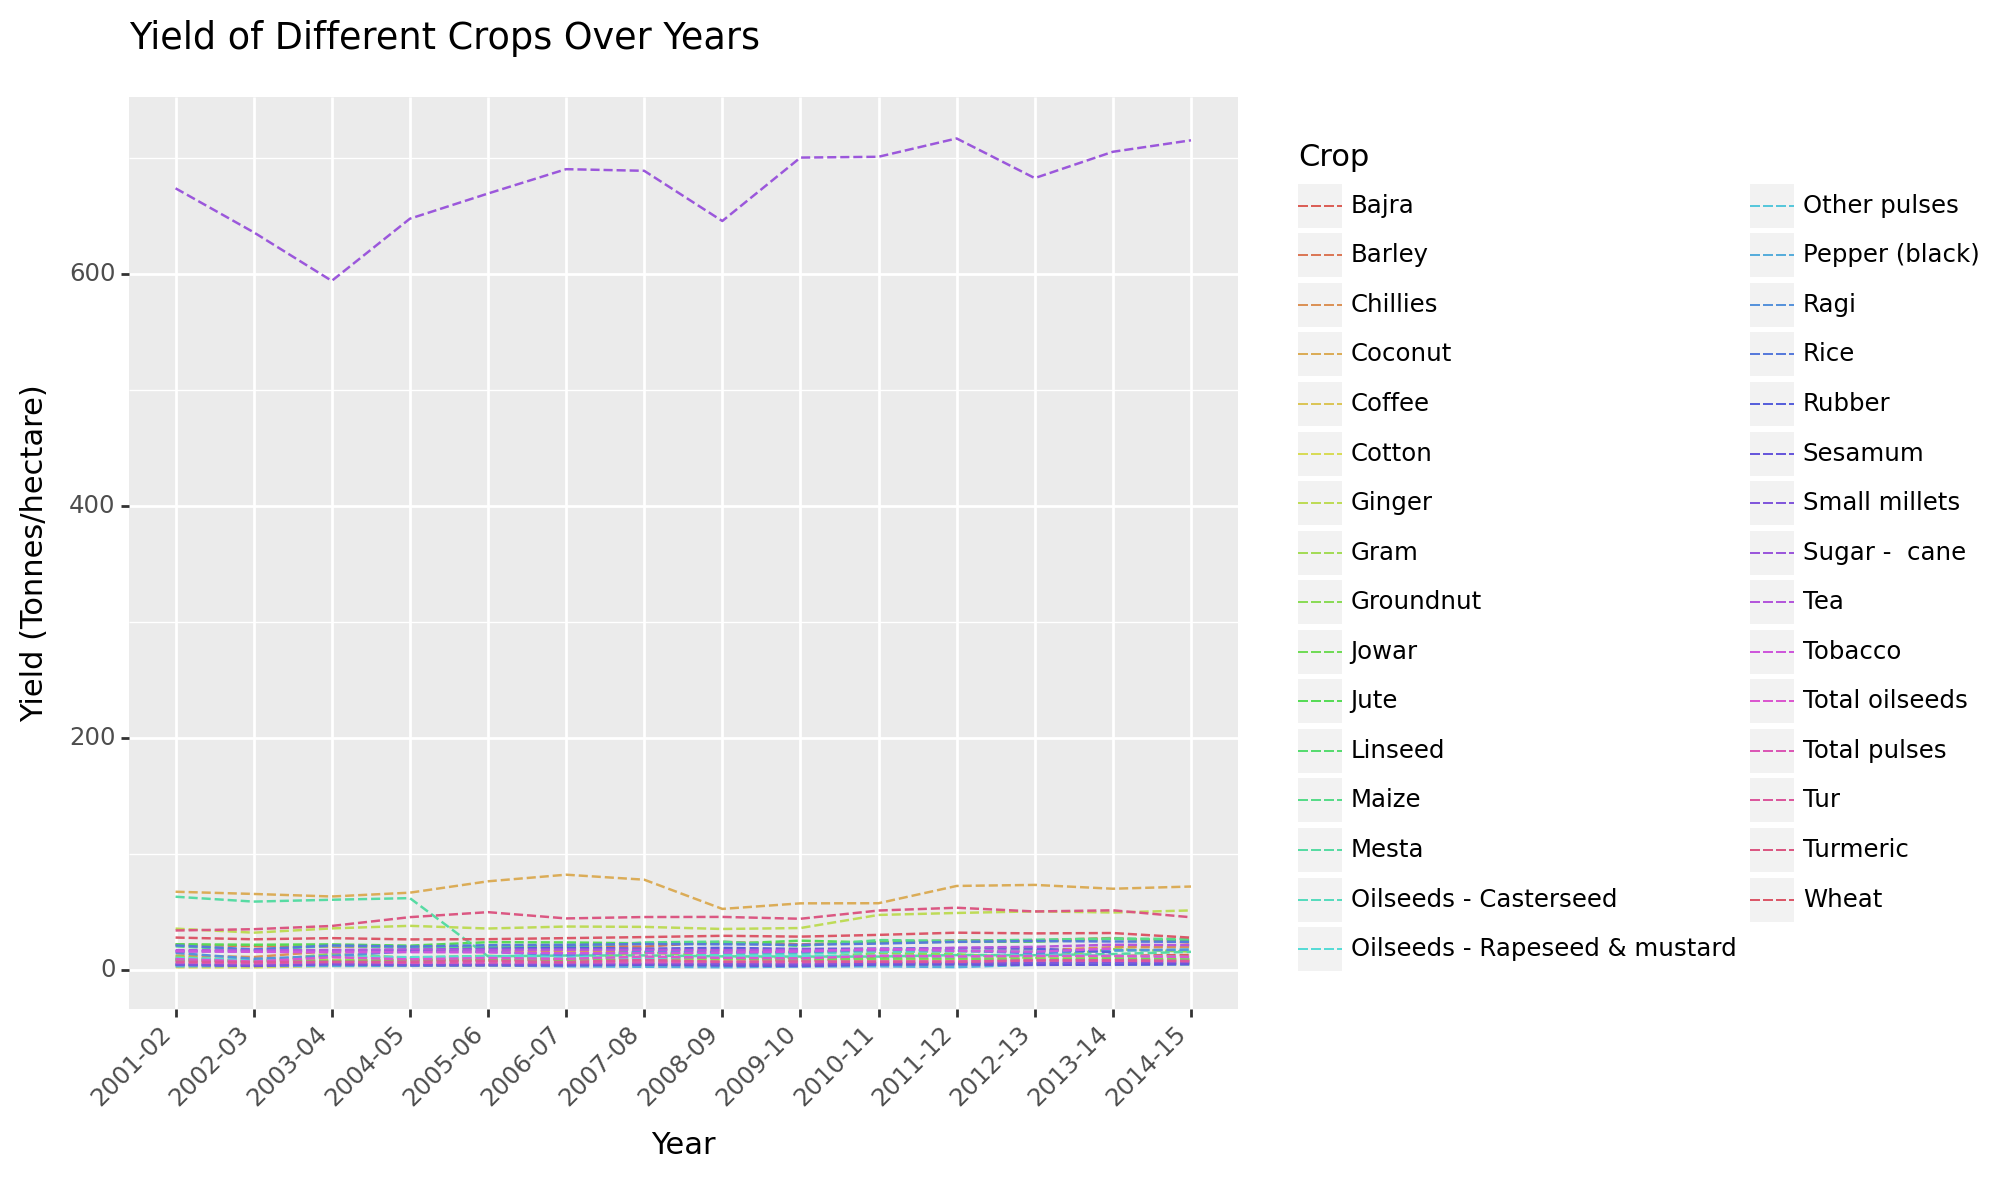 Yield of Different Crops Over Years
Yield (Tonnes/hectare)
600
400
200
0
2001-02
2002-03
2003-04
2004-05
2005-06
2006-07
2007-08
2008-09
2009-10
2010-11
2011-12
2012-13
2013-14
2014-15
Year
Crop
Bajra
Barley
Chillies
Coconut
Coffee
Cotton
Ginger
Gram
Groundnut
Jowar
Jute
Linseed
Maize
Mesta
Oilseeds - Casterseed
Oilseeds - Rapeseed & mustard
Other pulses
Pepper (black)
Ragi
Rice
Rubber
Sesamum
Small millets
Sugar -  cane
Tea
Tobacco
Total oilseeds
Total pulses
Tur
Turmeric
Wheat